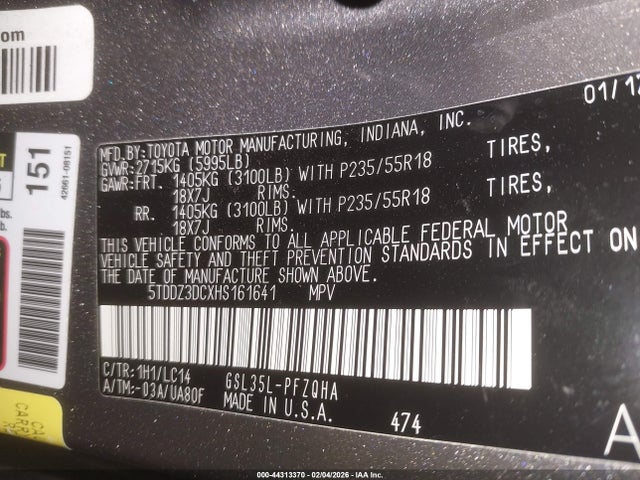 om
01/17
MFD.BY:TOYOTA MOTOR MANUFACTURING, INDIANA, INC.
GVWR:2715KG (5995LB)
GAWR:FRT. 1405KG (3100LB) WITH P235/55R18 TIRES,
18X7J RIMS.
RR. 1405KG (3100LB) WITH P235/55R18 TIRES,
18X7J RIMS.
THIS VEHICLE CONFORMS TO ALL APPLICABLE FEDERAL MOTOR
VEHICLE SAFETY AND THEFT PREVENTION STANDARDS IN EFFECT ON
THE DATE OF MANUFACTURE SHOWN ABOVE.
5TDDZ3DCXHS161641 MPV
C/TR:1H1/LC14 GSL35L-PFZQHA
A/TM:-03A/UA80F MADE IN U.S.A. 474
A
151
42661-08151
lbs.
000-44313370 - 02/04/2026 - IAA Inc.